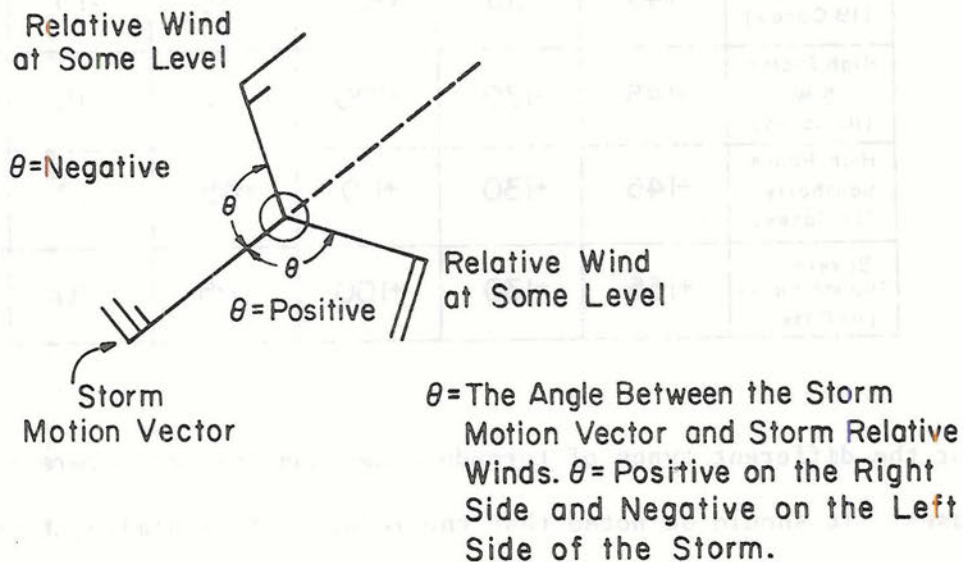 Relative Wind
at Some Level
θ=Negative
θ
θ
Relative Wind
at Some Level
θ=Positive
Storm
Motion Vector
θ=The Angle Between the Storm
Motion Vector and Storm Relative
Winds. θ=Positive on the Right
Side and Negative on the Left
Side of the Storm.